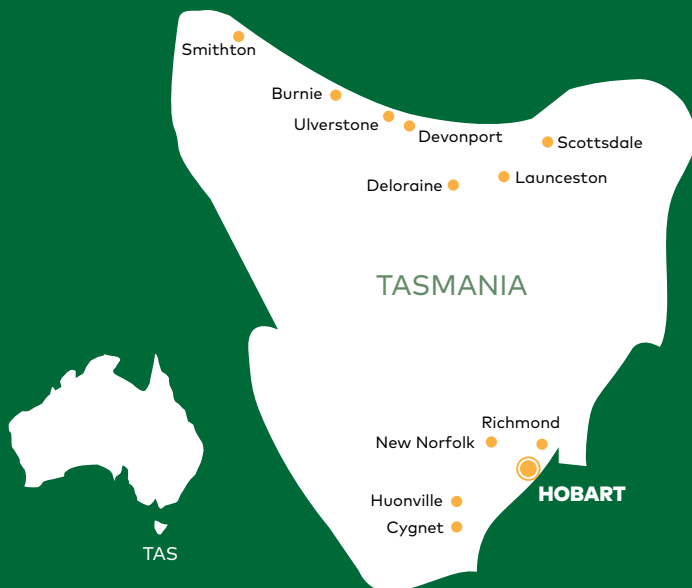 Smithton
Burnie
Ulverstone
Devonport
Scottsdale
Deloraine
Launceston
TASMANIA
Richmond
New Norfolk
HOBART
Huonville
Cygnet
TAS